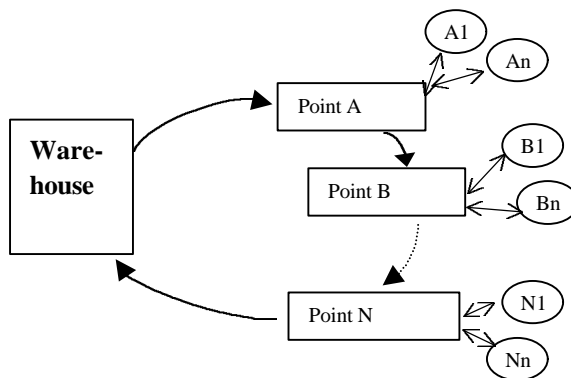 A1
An
Point A
Ware-
house
B1
Point B
Bn
Point N
N1
Nn